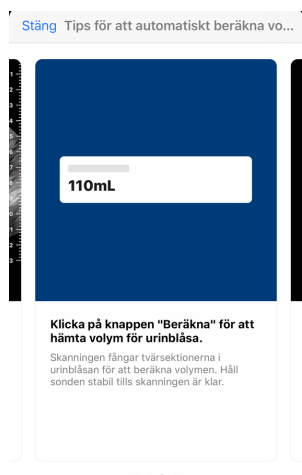 Stäng Tips för att automatiskt beräkna vo...
110mL
Klicka på knappen "Beräkna" för att
hämta volym för urinblåsa.
Skanningen fångar tvärsektionerna i
urinblåsan för att beräkna volymen. Håll
sonden stabil tills skanningen är klar.